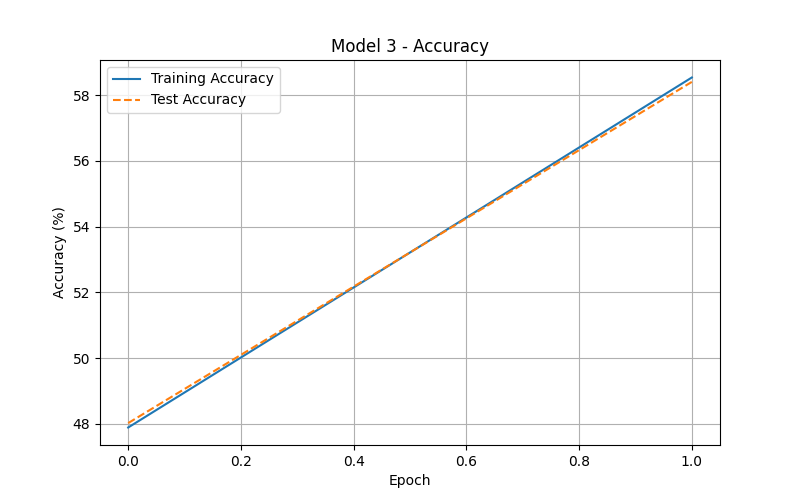 Model 3 - Accuracy
Training Accuracy
Test Accuracy
Accuracy (%)
58
56
54
52
50
48
0.0 0.2 0.4 0.6 0.8 1.0
Epoch